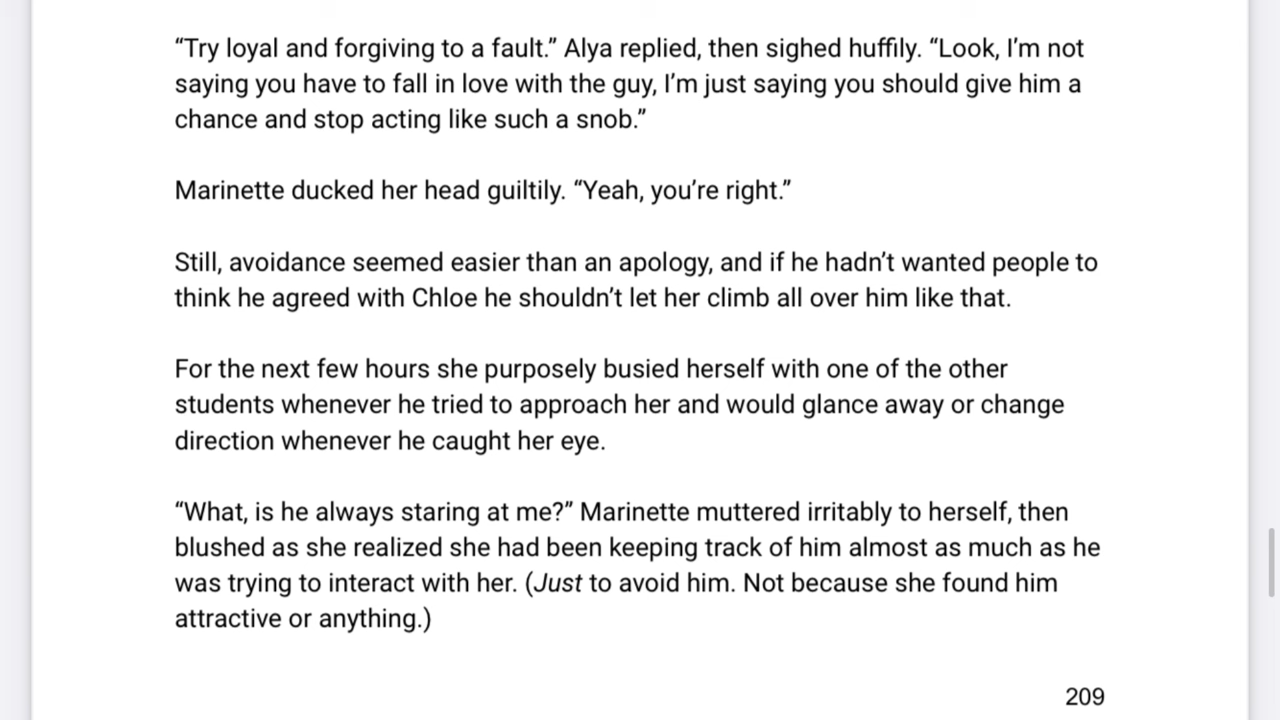 “Try loyal and forgiving to a fault.” Alya replied, then sighed huffily. “Look, I’m not
saying you have to fall in love with the guy, I’m just saying you should give him a
chance and stop acting like such a snob.”
Marinette ducked her head guiltily. “Yeah, you’re right.”
Still, avoidance seemed easier than an apology, and if he hadn’t wanted people to
think he agreed with Chloe he shouldn’t let her climb all over him like that.
For the next few hours she purposely busied herself with one of the other
students whenever he tried to approach her and would glance away or change
direction whenever he caught her eye.
“What, is he always staring at me?” Marinette muttered irritably to herself, then
blushed as she realized she had been keeping track of him almost as much as he
was trying to interact with her. (Just to avoid him. Not because she found him
attractive or anything.)
209